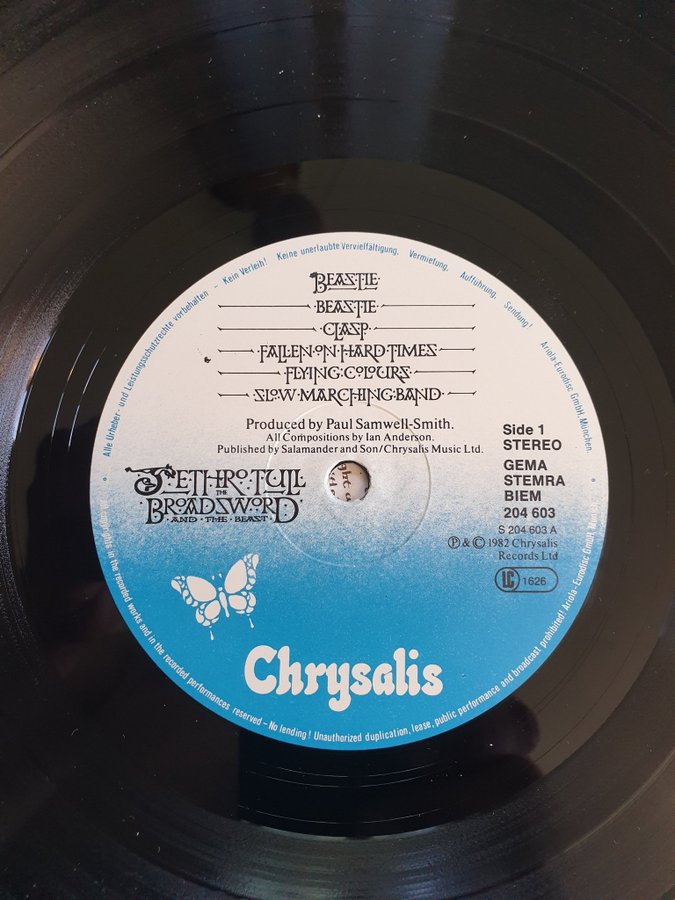 Alle Urheber- und Leistungsschutzrechte vorbehalten - Kein Verleih! Keine unerlaubte Vervielfältigung, Vermietung, Aufführung, Sendung! Ariola-Eurodisc GmbH, München.
BEASTIE
BEASTIE
CLASP
FALLEN·ON·HARD·TIMES
FLYING·COLOURS
SLOW·MARCHING·BAND
Produced by Paul Samwell-Smith.
All Compositions by Ian Anderson.
Published by Salamander and Son/Chrysalis Music Ltd.
Side 1
STEREO
GEMA
STEMRA
BIEM
204 603
S 204 603 A
℗ & © 1982 Chrysalis
Records Ltd
LC 1626
JETHRO·TULL
THE
BROADSWORD
·AND·THE·BEAST·
Chrysalis
rights in the recorded works and in the recorded performances reserved - No lending! Unauthorized duplication, lease, public performance and broadcast prohibited! Ariola-Eurodisc GmbH